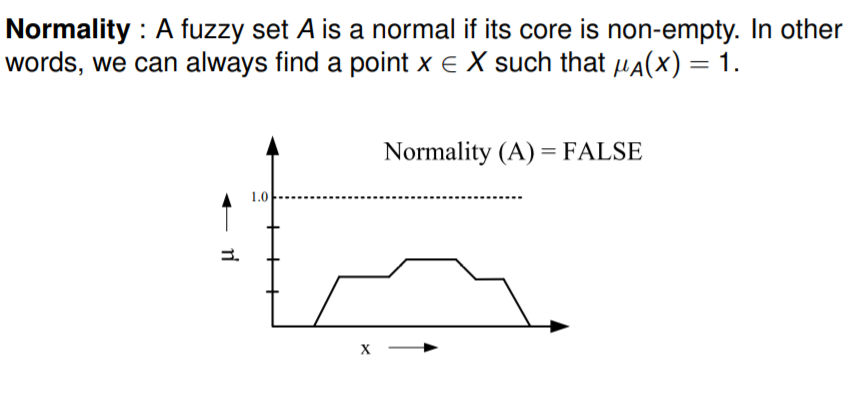 Normality : A fuzzy set A is a normal if its core is non-empty. In other
words, we can always find a point x ∈ X such that μA(x) = 1.
Normality (A) = FALSE
1.0
μ
x